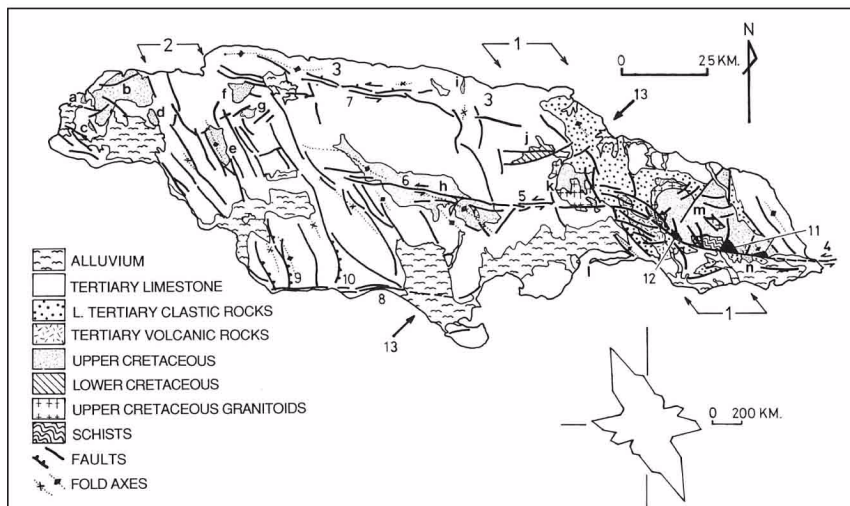 2
1
N
0 25 KM.
13
3
a
b
c
d
f
g
7
i
3
j
e
6
h
5
k
m
11
4
12
n
l
1
9
10
8
13
ALLUVIUM
TERTIARY LIMESTONE
L. TERTIARY CLASTIC ROCKS
TERTIARY VOLCANIC ROCKS
UPPER CRETACEOUS
LOWER CRETACEOUS
UPPER CRETACEOUS GRANITOIDS
SCHISTS
FAULTS
FOLD AXES
0 200 KM.